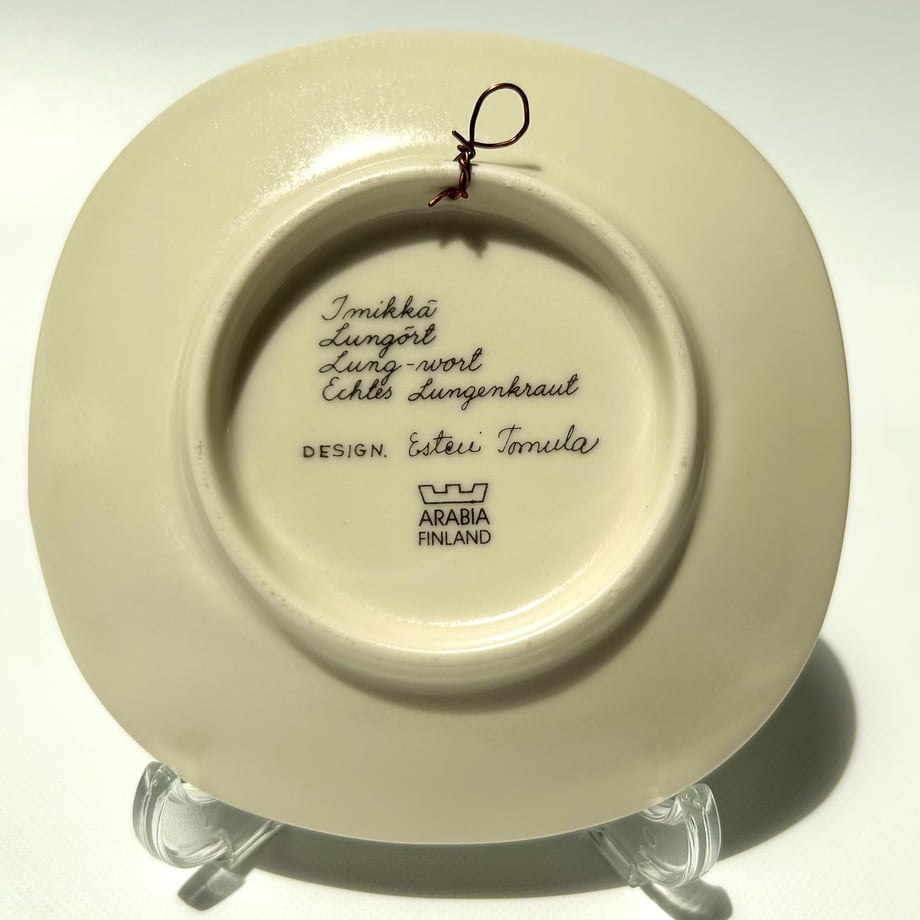 Imikkä
Lungört
Lung-wort
Echtes Lungenkraut
DESIGN. Esteri Tomula
ARABIA
FINLAND